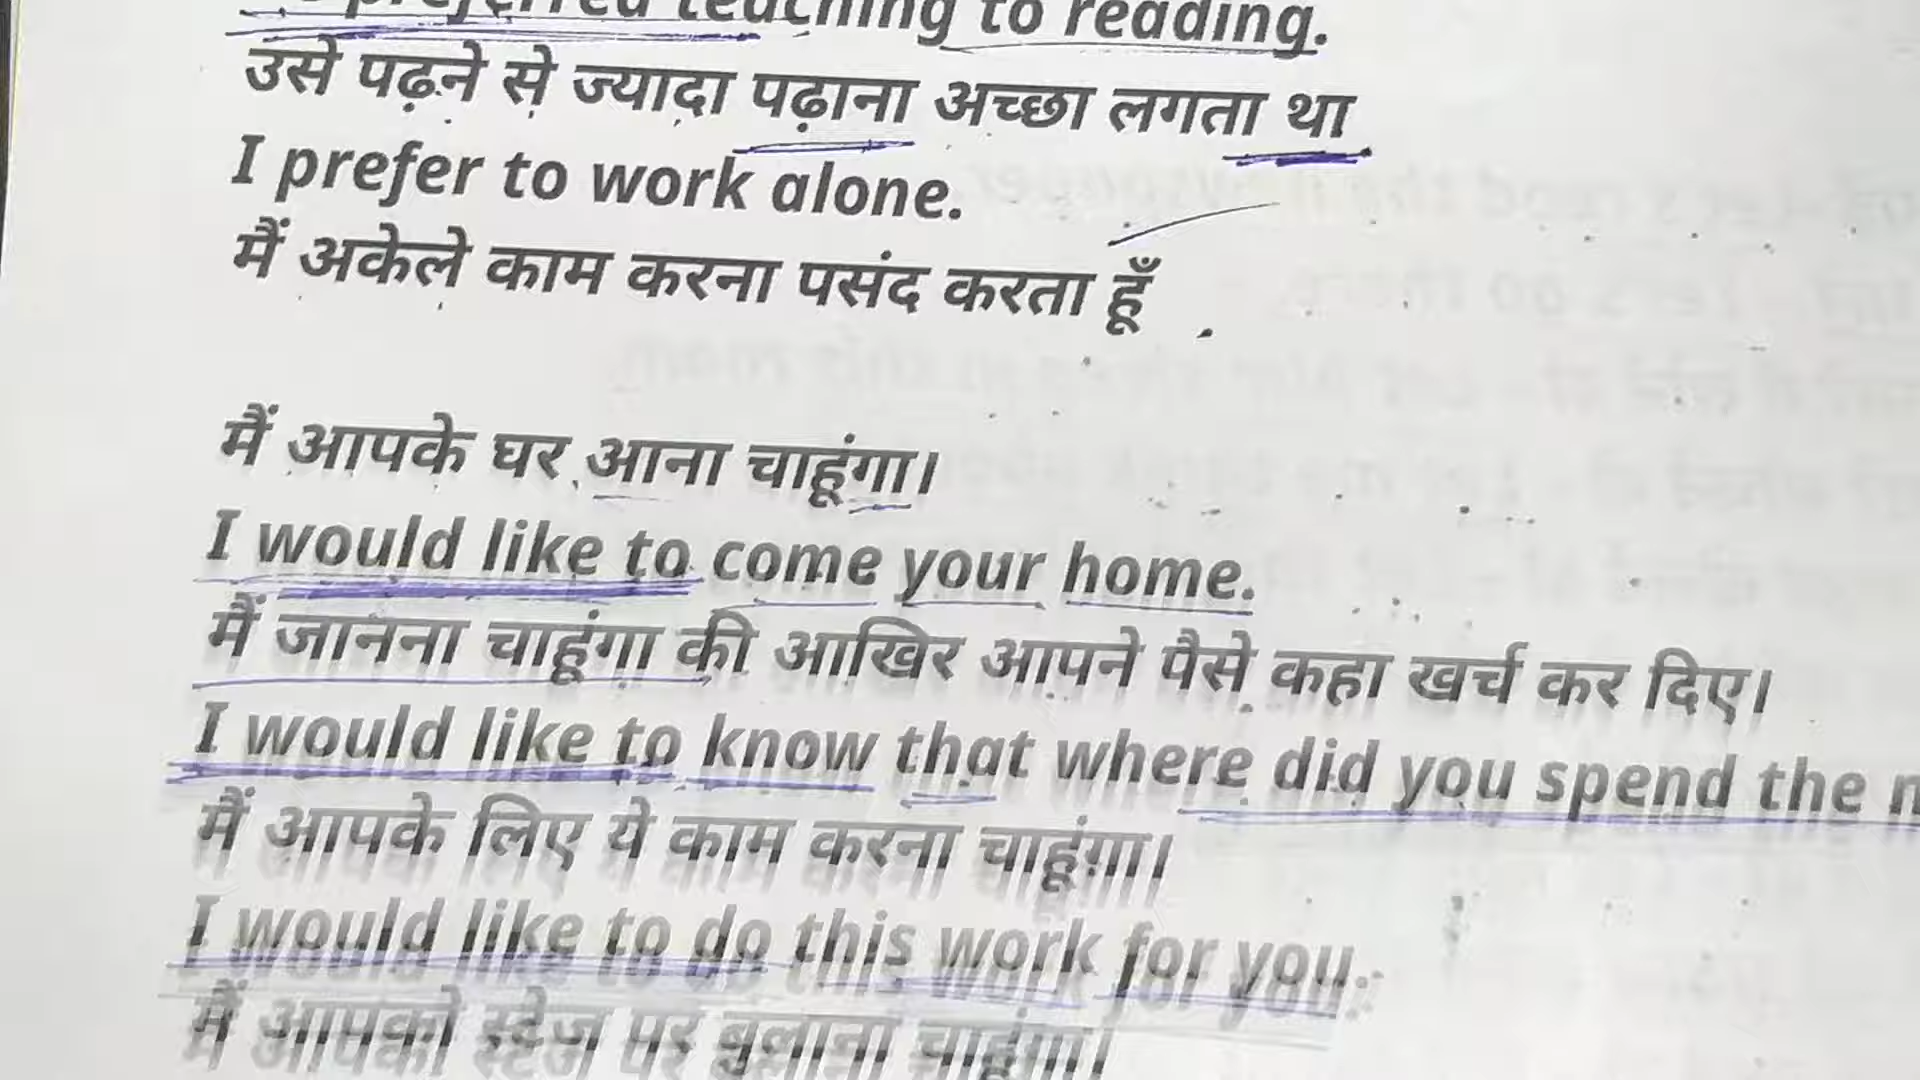 preferred teaching to reading.
उसे पढ़ने से ज्यादा पढ़ाना अच्छा लगता था
I prefer to work alone.
मैं अकेले काम करना पसंद करता हूँ
मैं आपके घर आना चाहूंगा।
I would like to come your home.
मैं जानना चाहूंगा की आखिर आपने पैसे कहा खर्च कर दिए।
I would like to know that where did you spend the
मैं आपके लिए ये काम करना चाहूंगा।
I would like to do this work for you.
मैं आपको स्टेज पर बुलाना चाहूंगा।